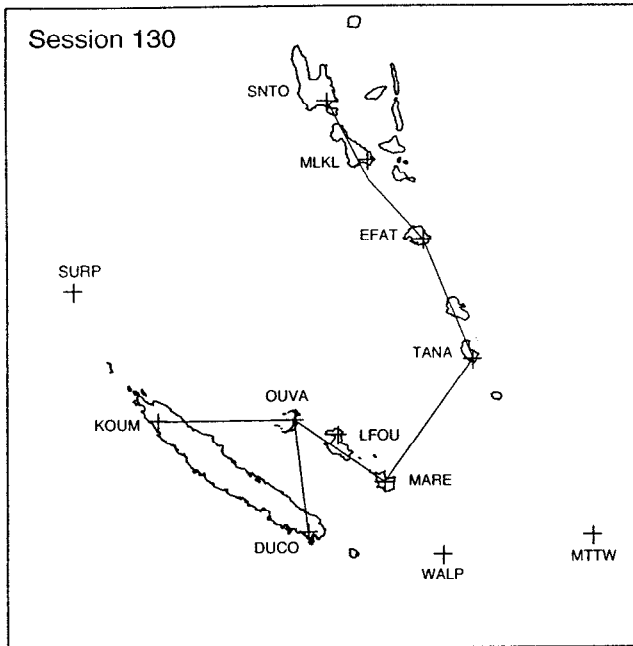 Session 130
SNTO
MLKL
EFAT
SURP
TANA
OUVA
KOUM
LFOU
MARE
DUCO
WALP
MTTW